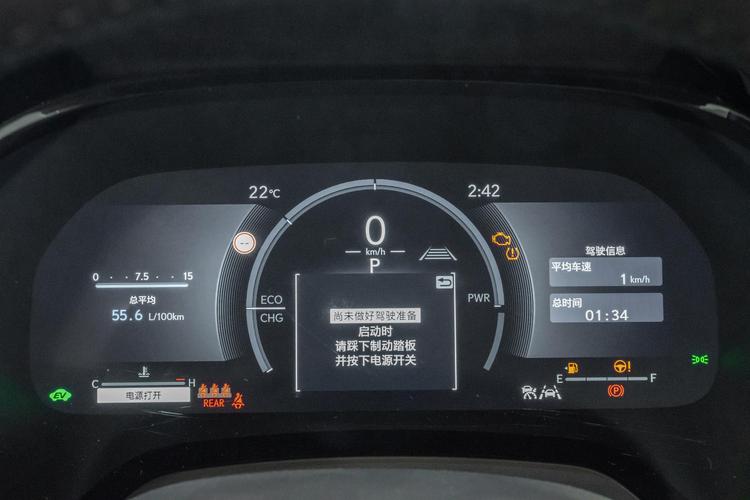 22℃
2:42
0
km/h
P
0 · · 7.5 · · 15
总平均
55.6 L/100km
ECO
CHG
PWR
尚未做好驾驶准备
启动时
请踩下制动踏板
并按下电源开关
驾驶信息
平均车速
1 km/h
总时间
01:34
EV
C H
电源打开
REAR
E F